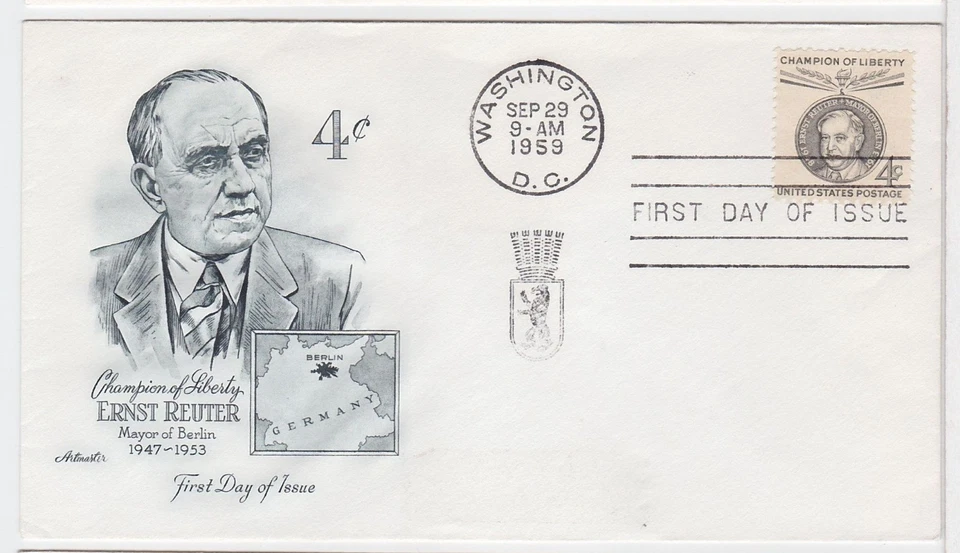 4¢
WASHINGTON
SEP 29
9-AM
1959
D.C.
CHAMPION OF LIBERTY
ERNST REUTER • MAYOR OF BERLIN
4¢
UNITED STATES POSTAGE
FIRST DAY OF ISSUE
BERLIN
GERMANY
Champion of Liberty
ERNST REUTER
Mayor of Berlin
1947~1953
Artmaster
First Day of Issue